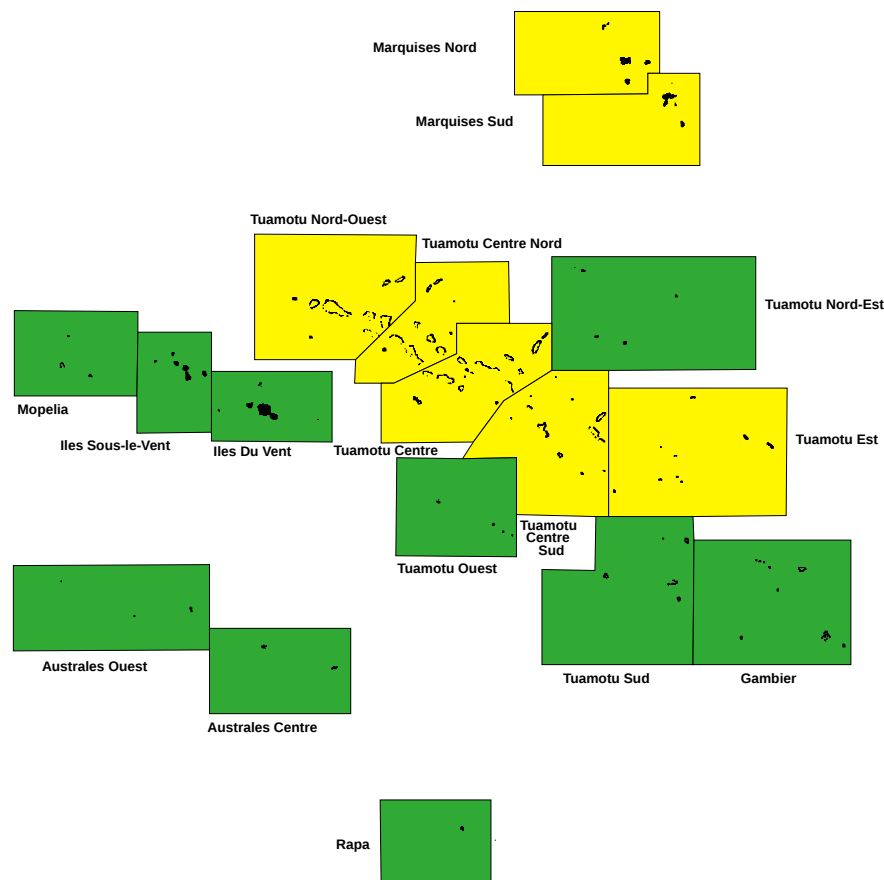 Marquises Nord
Marquises Sud
Tuamotu Nord-Ouest
Tuamotu Centre Nord
Tuamotu Nord-Est
Mopelia
Iles Sous-le-Vent
Iles Du Vent
Tuamotu Centre
Tuamotu Est
Tuamotu
Centre
Sud
Tuamotu Ouest
Australes Ouest
Tuamotu Sud
Gambier
Australes Centre
Rapa